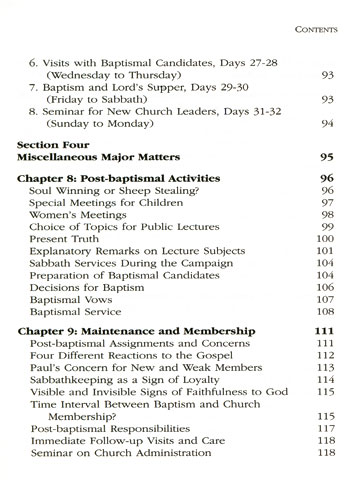 CONTENTS
6. Visits with Baptismal Candidates, Days 27-28
(Wednesday to Thursday) 93
7. Baptism and Lord's Supper, Days 29-30
(Friday to Sabbath) 93
8. Seminar for New Church Leaders, Days 31-32
(Sunday to Monday) 94
Section Four
Miscellaneous Major Matters 95
Chapter 8: Post-baptismal Activities 96
Soul Winning or Sheep Stealing? 96
Special Meetings for Children 97
Women's Meetings 98
Choice of Topics for Public Lectures 99
Present Truth 100
Explanatory Remarks on Lecture Subjects 101
Sabbath Services During the Campaign 104
Preparation of Baptismal Candidates 104
Decisions for Baptism 106
Baptismal Vows 107
Baptismal Service 108
Chapter 9: Maintenance and Membership 111
Post-baptismal Assignments and Concerns 111
Four Different Reactions to the Gospel 112
Paul's Concern for New and Weak Members 113
Sabbathkeeping as a Sign of Loyalty 114
Visible and Invisible Signs of Faithfulness to God 115
Time Interval Between Baptism and Church
Membership? 115
Post-baptismal Responsibilities 117
Immediate Follow-up Visits and Care 118
Seminar on Church Administration 118